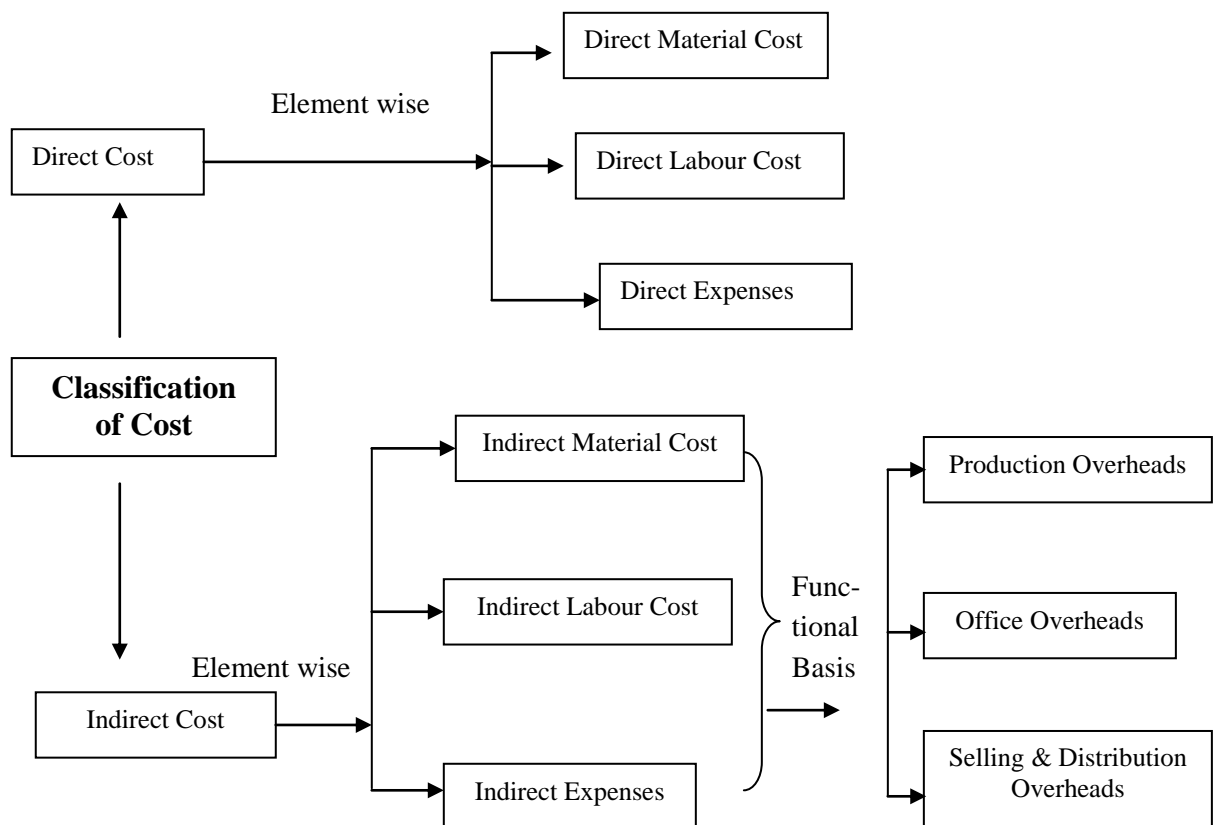 Direct Material Cost
Element wise
Direct Cost
Direct Labour Cost
Direct Expenses
Classification
of Cost
Indirect Material Cost
Production Overheads
Indirect Labour Cost
Func-
tional
Basis
Office Overheads
Element wise
Indirect Cost
Indirect Expenses
Selling & Distribution
Overheads